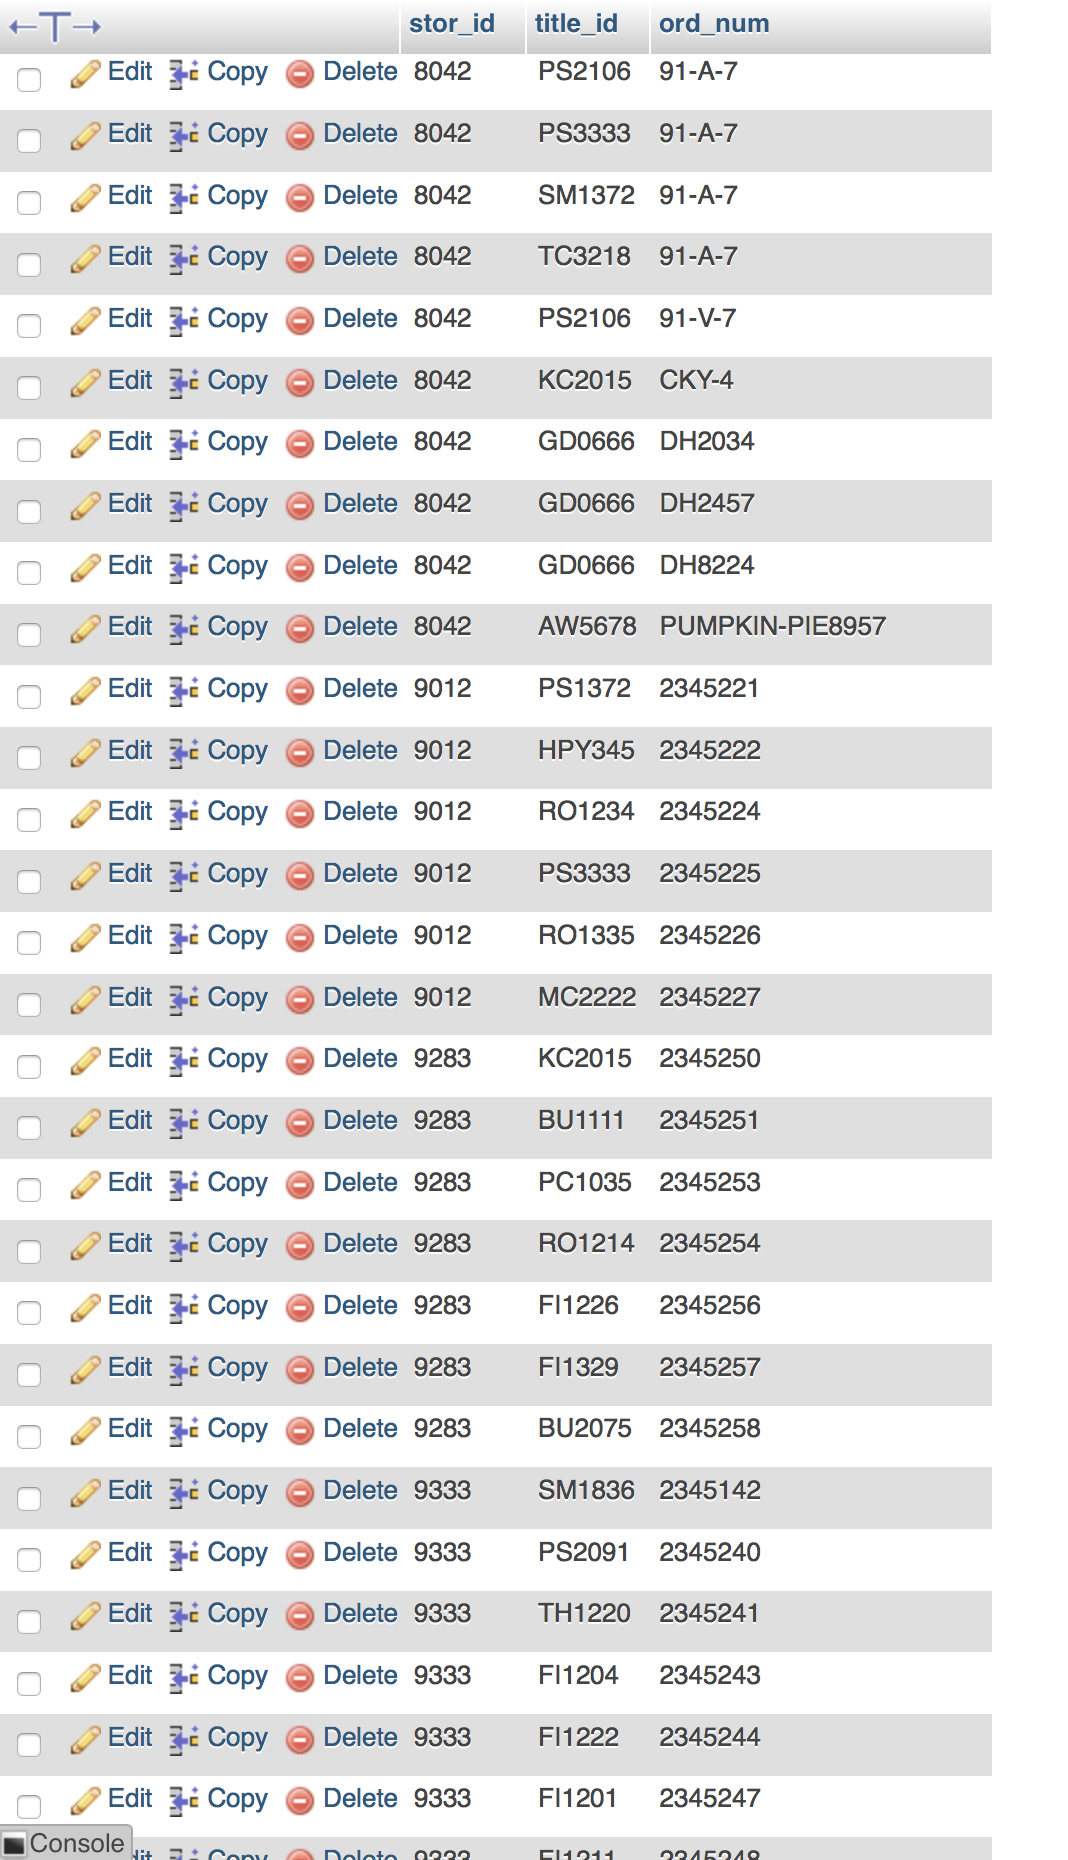 stor_id title_id ord_num
Edit Copy Delete 8042 PS2106 91-A-7
Edit Copy Delete 8042 PS3333 91-A-7
Edit Copy Delete 8042 SM1372 91-A-7
Edit Copy Delete 8042 TC3218 91-A-7
Edit Copy Delete 8042 PS2106 91-V-7
Edit Copy Delete 8042 KC2015 CKY-4
Edit Copy Delete 8042 GD0666 DH2034
Edit Copy Delete 8042 GD0666 DH2457
Edit Copy Delete 8042 GD0666 DH8224
Edit Copy Delete 8042 AW5678 PUMPKIN-PIE8957
Edit Copy Delete 9012 PS1372 2345221
Edit Copy Delete 9012 HPY345 2345222
Edit Copy Delete 9012 RO1234 2345224
Edit Copy Delete 9012 PS3333 2345225
Edit Copy Delete 9012 RO1335 2345226
Edit Copy Delete 9012 MC2222 2345227
Edit Copy Delete 9283 KC2015 2345250
Edit Copy Delete 9283 BU1111 2345251
Edit Copy Delete 9283 PC1035 2345253
Edit Copy Delete 9283 RO1214 2345254
Edit Copy Delete 9283 FI1226 2345256
Edit Copy Delete 9283 FI1329 2345257
Edit Copy Delete 9283 BU2075 2345258
Edit Copy Delete 9333 SM1836 2345142
Edit Copy Delete 9333 PS2091 2345240
Edit Copy Delete 9333 TH1220 2345241
Edit Copy Delete 9333 FI1204 2345243
Edit Copy Delete 9333 FI1222 2345244
Edit Copy Delete 9333 FI1201 2345247
Console
Copy Delete 9333 FI1211 2345248